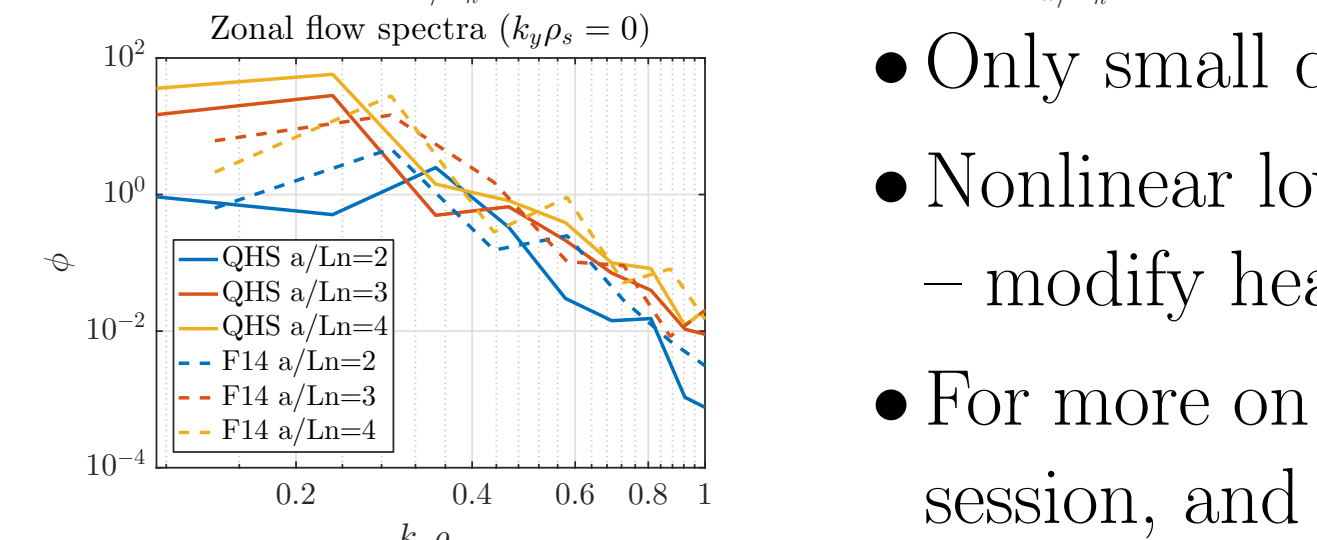 Zonal flow spectra (k_yρ_s = 0)
10^2
10^0
10^−2
10^−4
ϕ
QHS a/Ln=2
QHS a/Ln=3
QHS a/Ln=4
F14 a/Ln=2
F14 a/Ln=3
F14 a/Ln=4
0.2 0.4 0.6 0.8 1
• Only small
• Nonlinear
– modify
• For more on
session, and